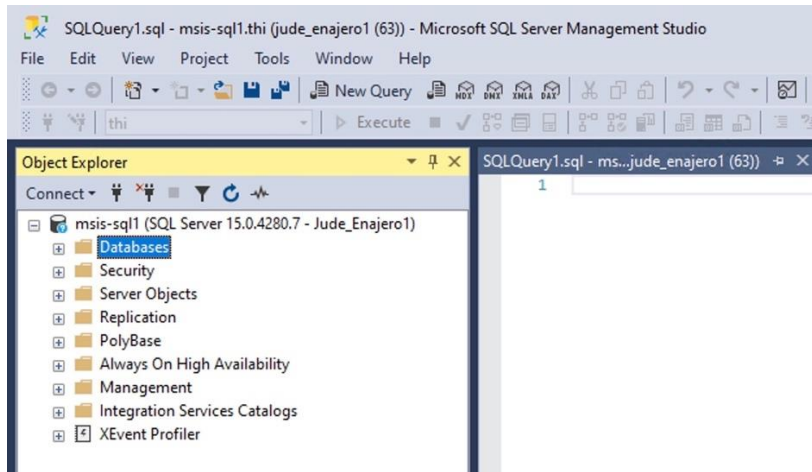 SQLQuery1.sql - msis-sql1.thi (jude_enajero1 (63)) - Microsoft SQL Server Management Studio
File Edit View Project Tools Window Help
New Query MDX DMX XMLA DAX
thi Execute
Object Explorer
SQLQuery1.sql - ms...jude_enajero1 (63))
Connect
1
msis-sql1 (SQL Server 15.0.4280.7 - Jude_Enajero1)
Databases
Security
Server Objects
Replication
PolyBase
Always On High Availability
Management
Integration Services Catalogs
XEvent Profiler